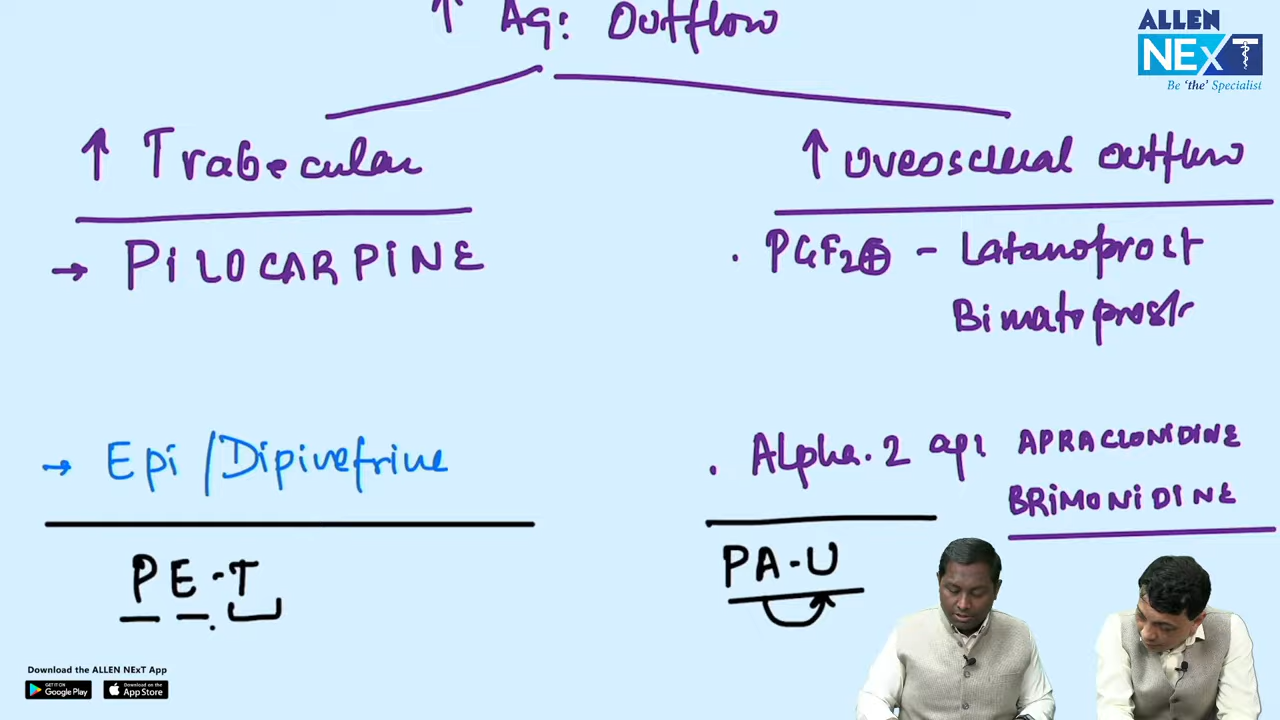 ↑ Aq: Outflow
ALLEN
NExT
Be 'the' Specialist
↑ Trabecular
→ PILOCARPINE
→ Epi / Dipivefrine
PE-T
↑ Uveoscleral outflow
. PGF2α - Latanoprost
Bimatoprost
. Alpha.2 ago APRACLONIDINE
BRIMONIDINE
PA-U
Download the ALLEN NExT App
GET IT ON
Google Play
Download on the
App Store